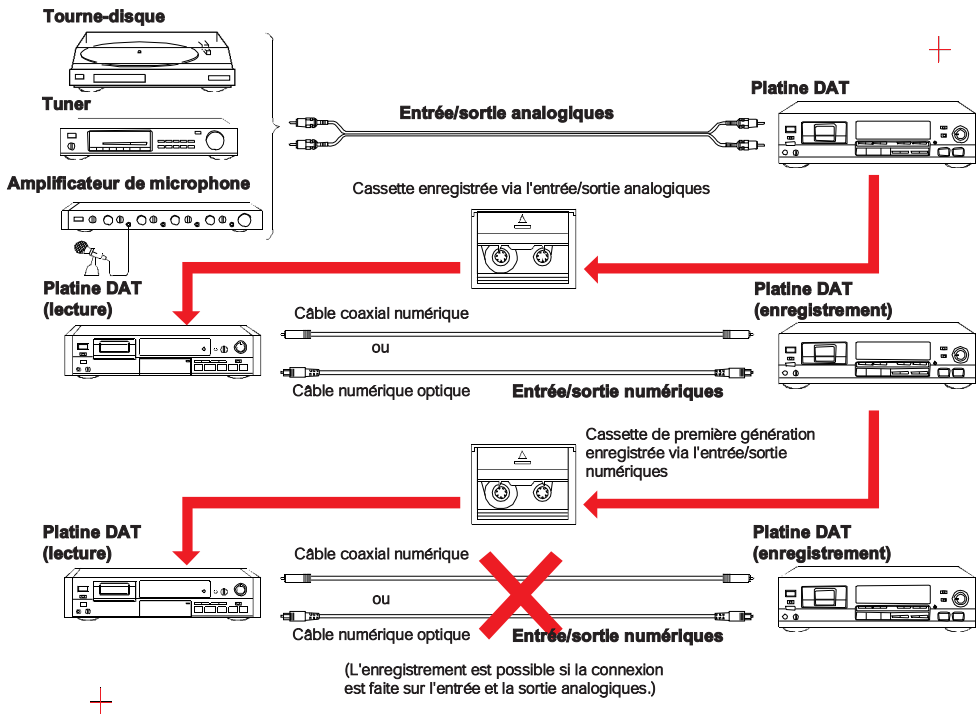 Tourne-disque
Tuner
Amplificateur de microphone
Entrée/sortie analogiques
Platine DAT
Cassette enregistrée via l'entrée/sortie analogiques
Platine DAT
(lecture)
Câble coaxial numérique
ou
Câble numérique optique
Entrée/sortie numériques
Platine DAT
(enregistrement)
Cassette de première génération
enregistrée via l'entrée/sortie
numériques
Platine DAT
(lecture)
Câble coaxial numérique
ou
Câble numérique optique
Entrée/sortie numériques
Platine DAT
(enregistrement)
(L'enregistrement est possible si la connexion
est faite sur l'entrée et la sortie analogiques.)